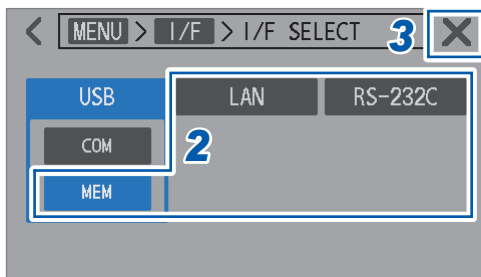 MENU > I/F > I/F SELECT 3
USB LAN RS-232C
COM 2
MEM